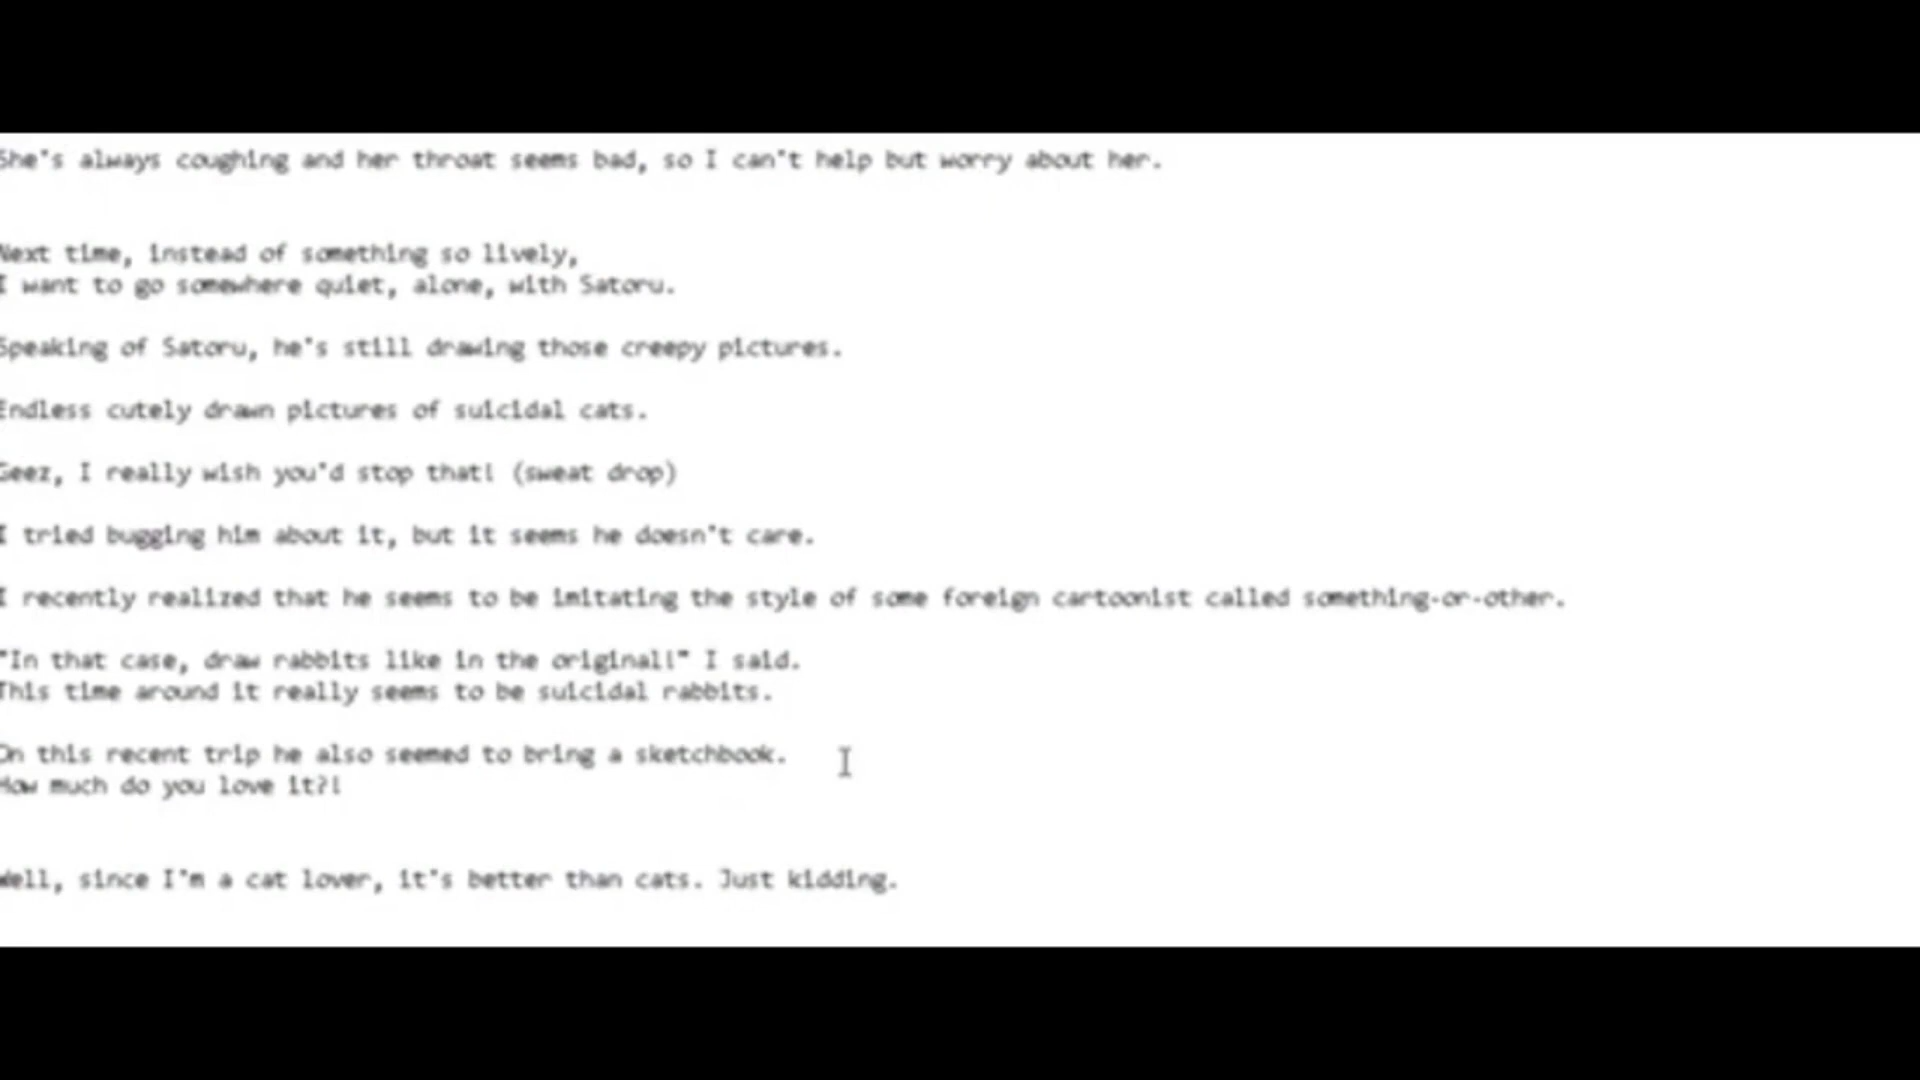 She's always coughing and her throat seems bad, so I can't help but worry about her.
Next time, instead of something so lively,
I want to go somewhere quiet, alone, with Satoru.
Speaking of Satoru, he's still drawing those creepy pictures.
Endless cutely drawn pictures of suicidal cats.
Geez, I really wish you'd stop that! (sweat drop)
I tried bugging him about it, but it seems he doesn't care.
I recently realized that he seems to be imitating the style of some foreign cartoonist called something-or-other.
"In that case, draw rabbits like in the original!" I said.
This time around it really seems to be suicidal rabbits.
On this recent trip he also seemed to bring a sketchbook.
How much do you love it?!
Well, since I'm a cat lover, it's better than cats. Just kidding.